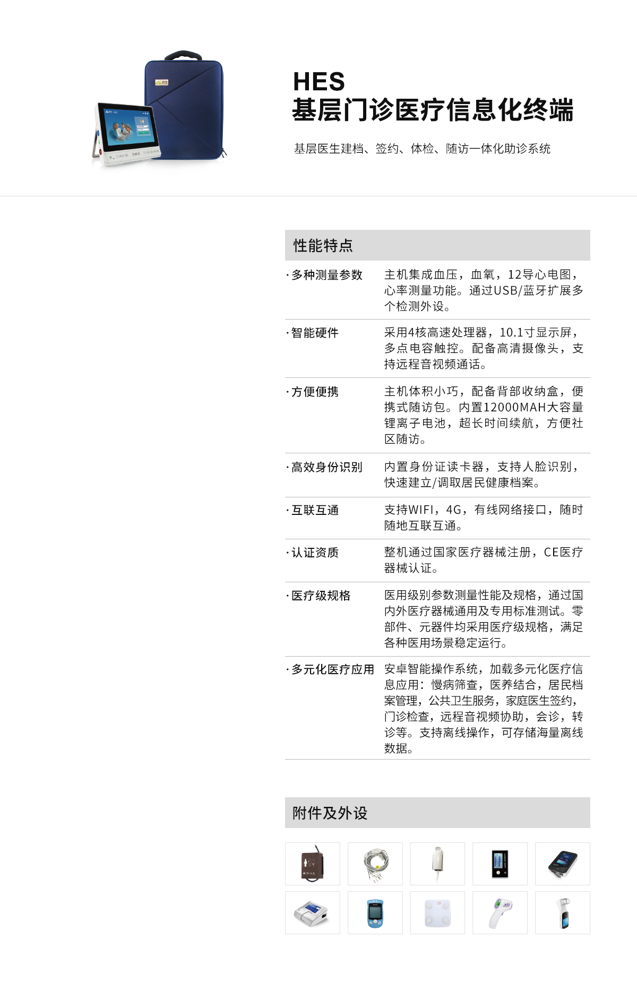 HES
基层门诊医疗信息化终端
基层医生建档、签约、体检、随访一体化助诊系统
性能特点
·多种测量参数
主机集成血压，血氧，12导心电图，
心率测量功能。通过USB/蓝牙扩展多
个检测外设。
·智能硬件
采用4核高速处理器，10.1寸显示屏，
多点电容触控。配备高清摄像头，支
持远程音视频通话。
·方便便携
主机体积小巧，配备背部收纳盒，便
携式随访包。内置12000MAH大容量
锂离子电池，超长时间续航，方便社
区随访。
·高效身份识别
内置身份证读卡器，支持人脸识别，
快速建立/调取居民健康档案。
·互联互通
支持WIFI，4G，有线网络接口，随时
随地互联互通。
·认证资质
整机通过国家医疗器械注册，CE医疗
器械认证。
·医疗级规格
医用级别参数测量性能及规格，通过国
内外医疗器械通用及专用标准测试。零
部件、元器件均采用医疗级规格，满足
各种医用场景稳定运行。
·多元化医疗应用
安卓智能操作系统，加载多元化医疗信
息应用：慢病筛查，医养结合，居民档
案管理，公共卫生服务，家庭医生签约，
门诊检查，远程音视频协助，会诊，转
诊等。支持离线操作，可存储海量离线
数据。
附件及外设